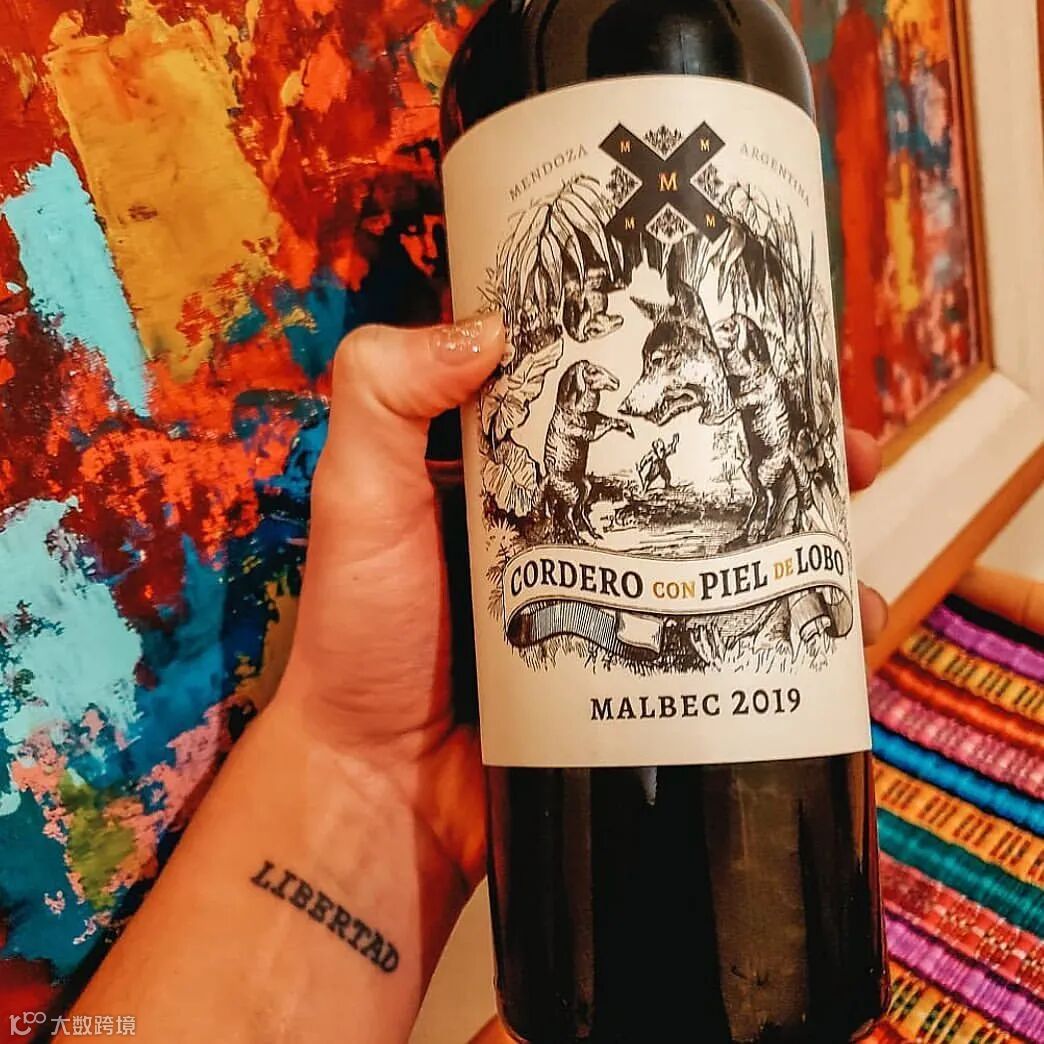 MENDOZA ARGENTINA
M M
M
M M
CORDERO CON PIEL DE LOBO
MALBEC 2019
LIBERTAD
大数跨境